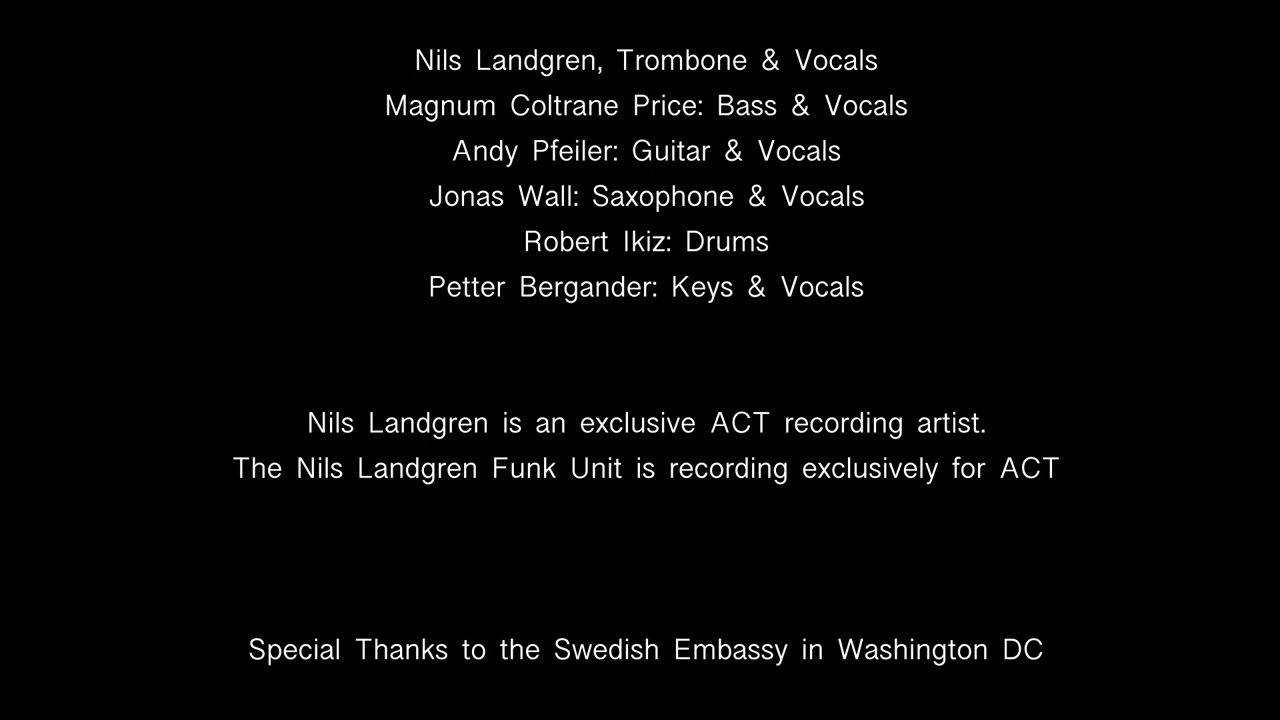 Nils Landgren, Trombone & Vocals
Magnum Coltrane Price: Bass & Vocals
Andy Pfeiler: Guitar & Vocals
Jonas Wall: Saxophone & Vocals
Robert Ikiz: Drums
Petter Bergander: Keys & Vocals
Nils Landgren is an exclusive ACT recording artist.
The Nils Landgren Funk Unit is recording exclusively for ACT
Special Thanks to the Swedish Embassy in Washington DC